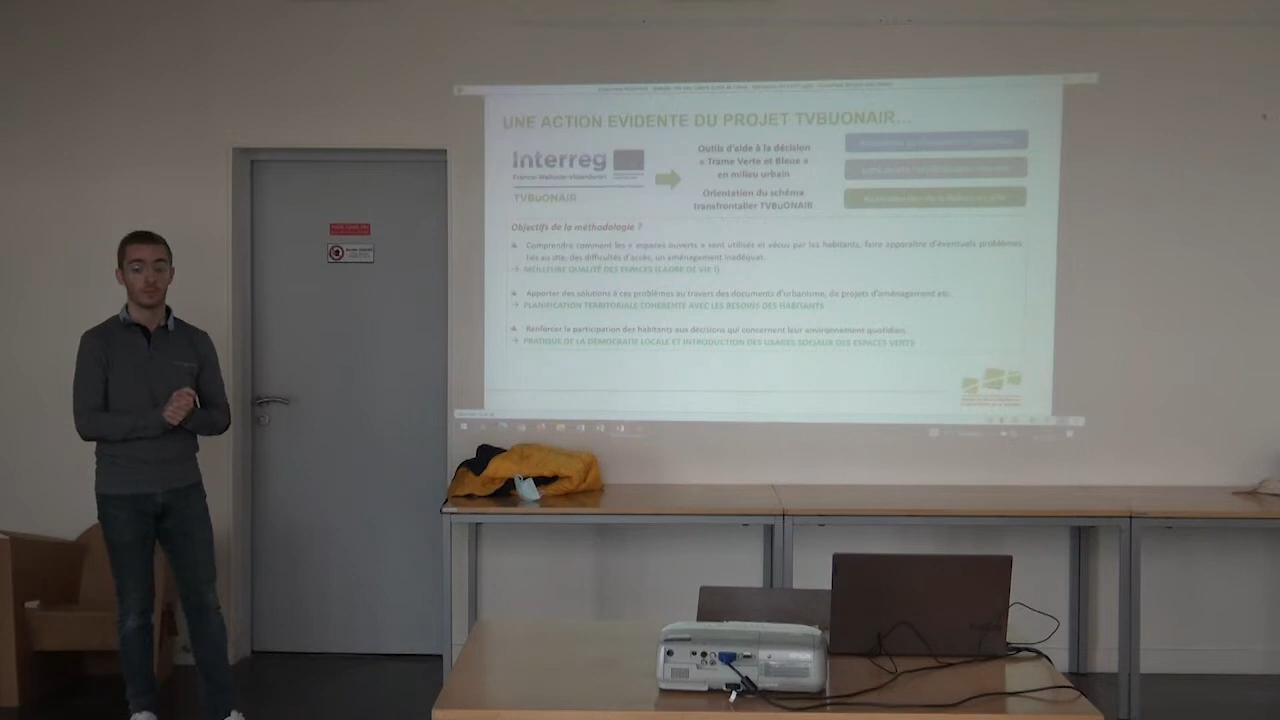 UNE ACTION EVIDENTE DU PROJET TVBUONAIR...
Interreg
France-Wallonie-Vlaanderen
TVBUONAIR
Outils d'aide à la décision
« Trame Verte et Bleue »
en milieu urbain
Orientation du schéma
transfrontalier TVBUONAIR
Objectifs de la méthodologie ?
Comprendre comment les « espaces ouverts » sont utilisés et vécu par les habitants, faire apparaître d'éventuels problèmes
liés au site, des difficultés d'accès, un aménagement inadéquat.
→ MEILLEURE QUALITÉ DES ESPACES (CADRE DE VIE !)
Apporter des solutions à ces problèmes au travers des documents d'urbanisme, de projets d'aménagement etc.
→ PLANIFICATION TERRITORIALE COHERENTE AVEC LES BESOINS DES HABITANTS
Renforcer la participation des habitants aux décisions qui concernent leur environnement quotidien.
→ PRATIQUE DE LA DÉMOCRATIE LOCALE ET INTRODUCTION DES USAGES SOCIAUX DES ESPACES VERTS